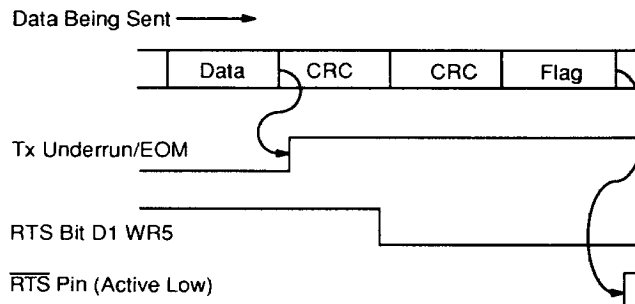 Data Being Sent
Data CRC CRC Flag
Tx Underrun/EOM
RTS Bit D1 WR5
RTS Pin (Active Low)